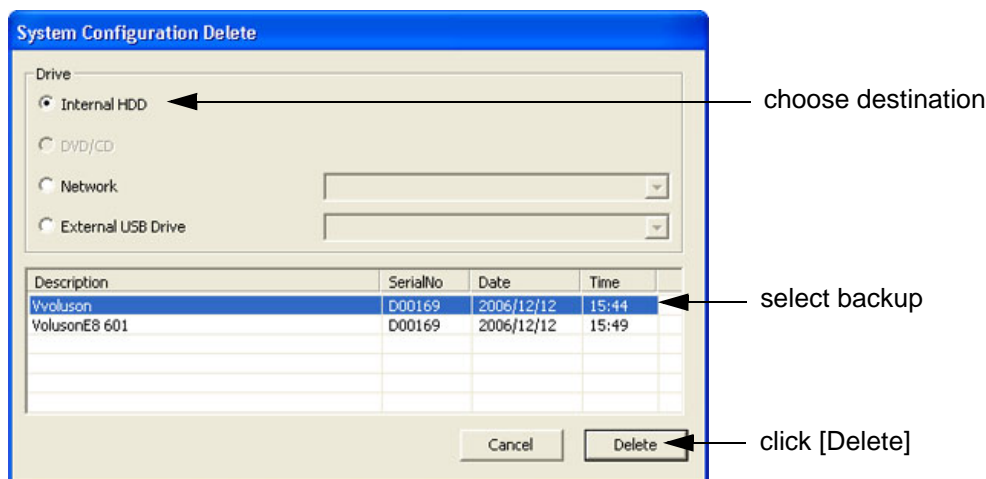 System Configuration Delete
Drive
Internal HDD
choose destination
DVD/CD
Network
External USB Drive
Description SerialNo Date Time
Vvoluson D00169 2006/12/12 15:44
select backup
VolusonE8 601 D00169 2006/12/12 15:49
Cancel Delete
click [Delete]